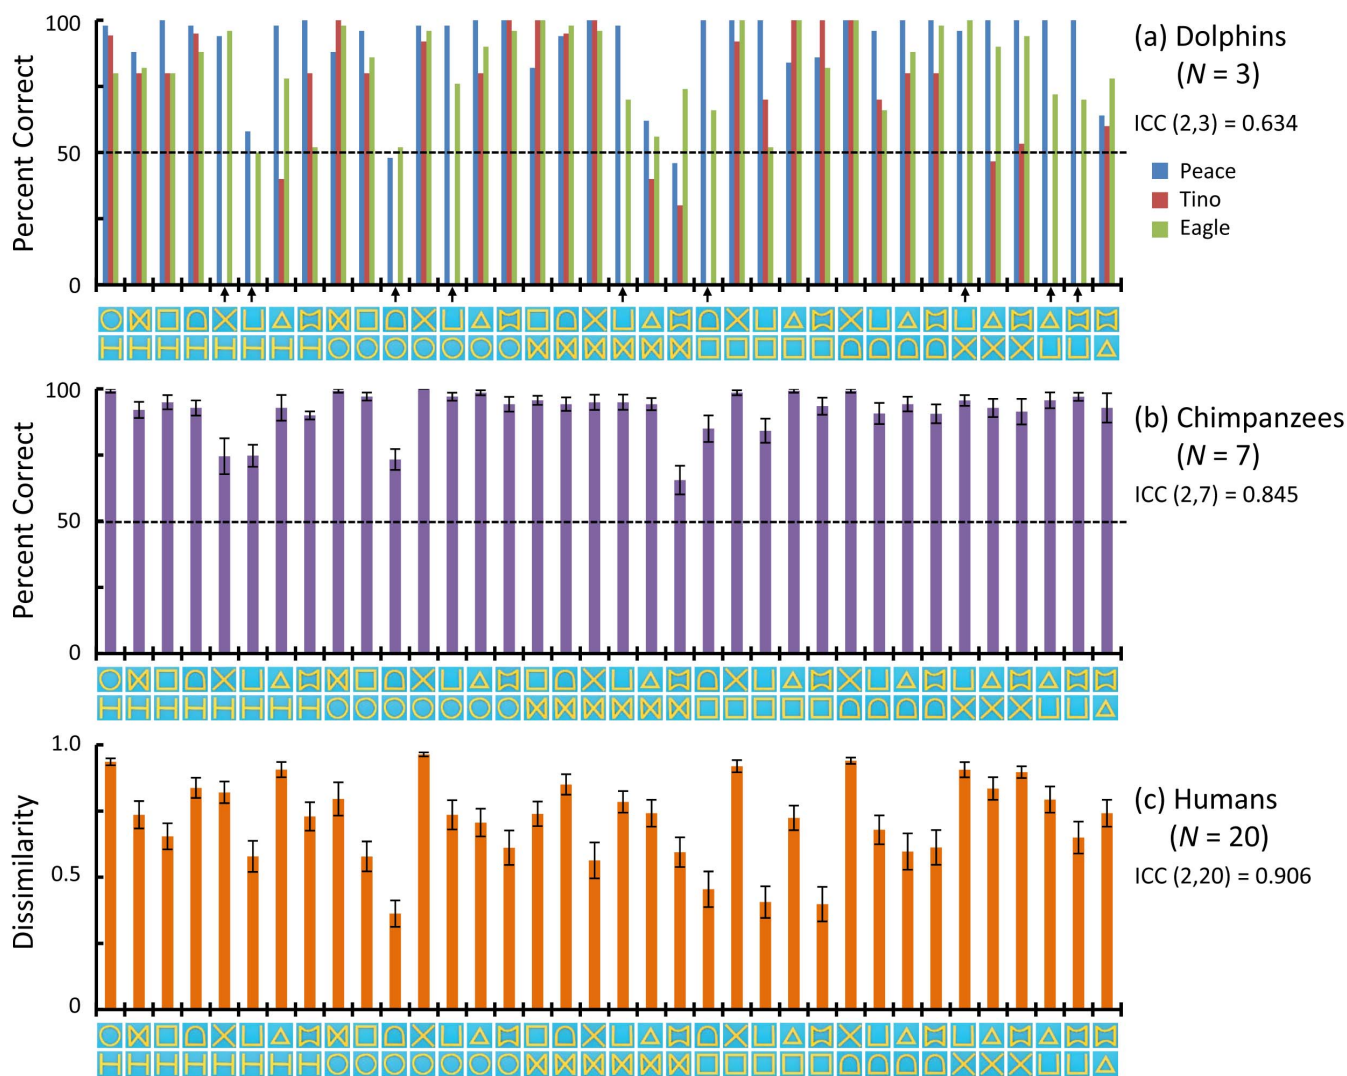 100
50
0
Percent Correct
(a) Dolphins
(N = 3)
ICC (2,3) = 0.634
Peace
Tino
Eagle
100
50
0
Percent Correct
(b) Chimpanzees
(N = 7)
ICC (2,7) = 0.845
1.0
0.5
0
Dissimilarity
(c) Humans
(N = 20)
ICC (2,20) = 0.906